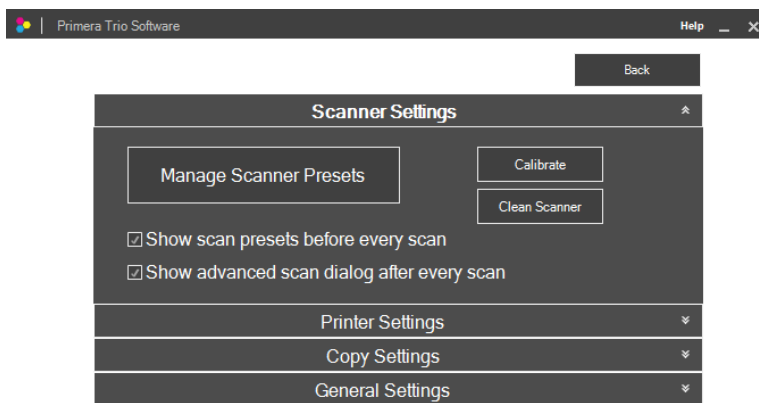 Primera Trio Software Help
Back
Scanner Settings
Manage Scanner Presets
Calibrate
Clean Scanner
Show scan presets before every scan
Show advanced scan dialog after every scan
Printer Settings
Copy Settings
General Settings